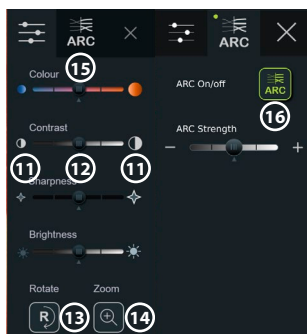 ARC
ARC
15
Colour
ARC On/off
ARC
16
Contrast
ARC Strength
11
12
11
Sharpness
Brightness
Rotate
Zoom
R
13
14